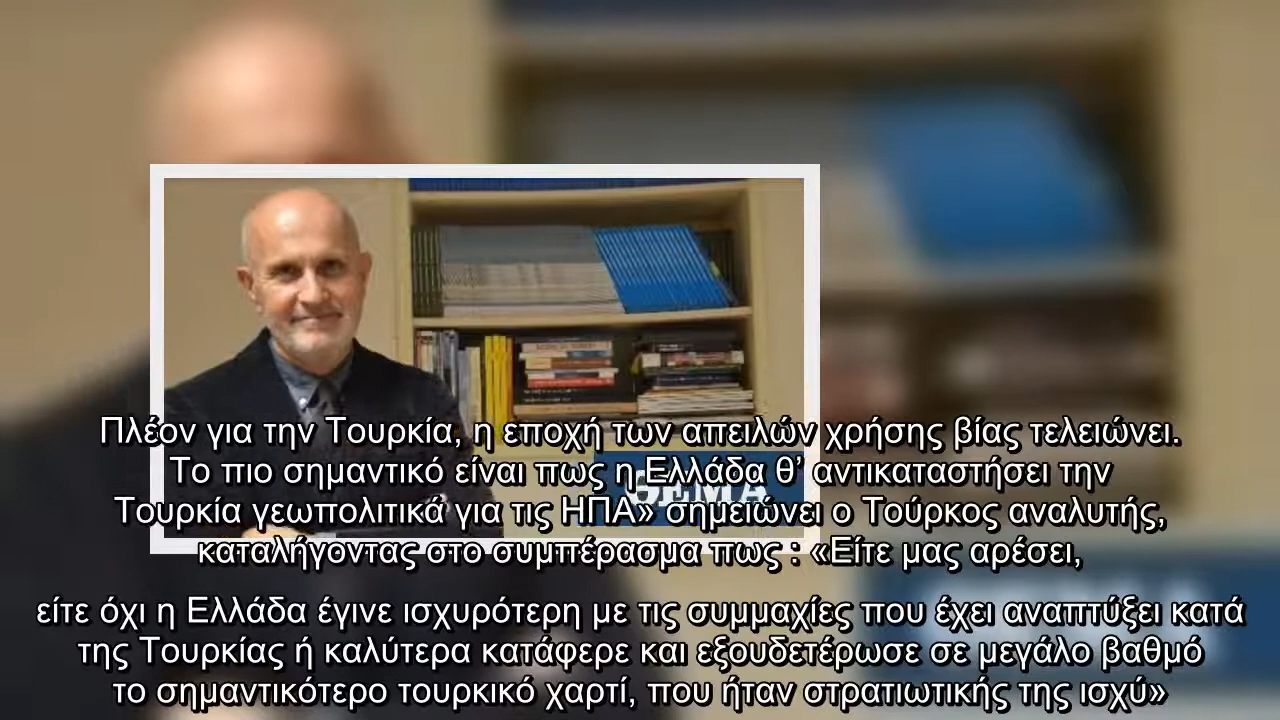 Πλέον για την Τουρκία, η εποχή των απειλών χρήσης βίας τελειώνει.
Το πιο σημαντικό είναι πως η Ελλάδα θ’ αντικαταστήσει την
ΘΕΜΑ
Τουρκία γεωπολιτικά για τις ΗΠΑ» σημειώνει ο Τούρκος αναλυτής,
καταλήγοντας στο συμπέρασμα πως : «Είτε μας αρέσει,
είτε όχι η Ελλάδα έγινε ισχυρότερη με τις συμμαχίες που έχει αναπτύξει κατά
της Τουρκίας ή καλύτερα κατάφερε και εξουδετέρωσε σε μεγάλο βαθμό
το σημαντικότερο τουρκικό χαρτί, που ήταν στρατιωτικής της ισχύ»